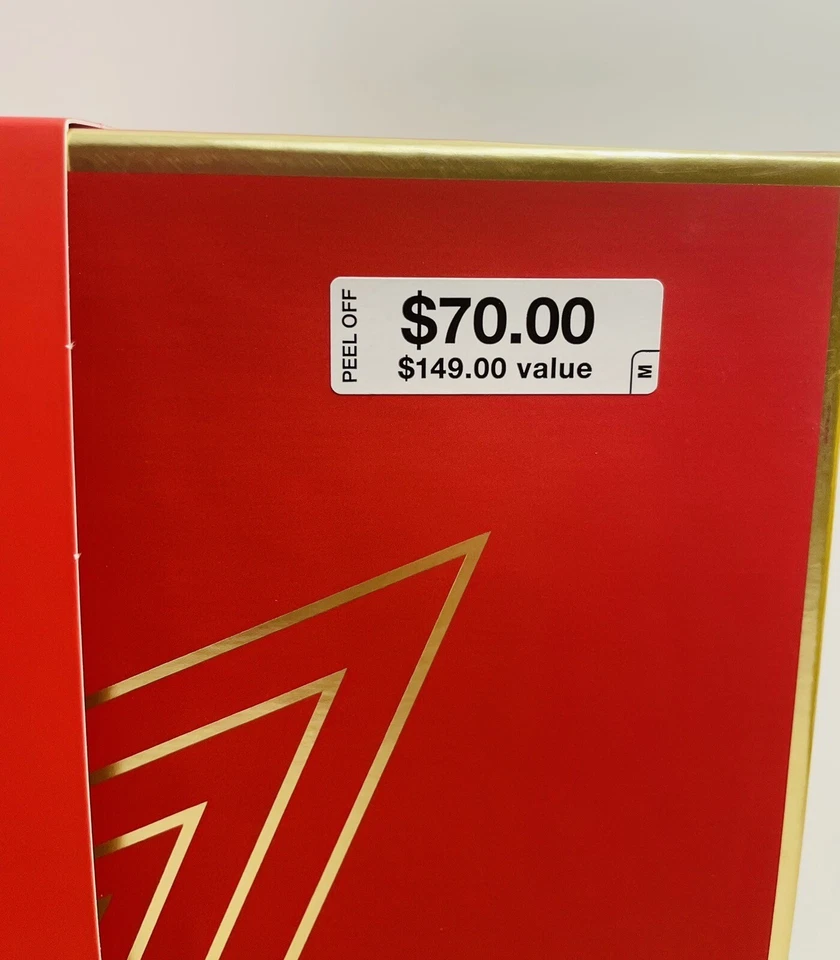 PEEL OFF
$70.00
$149.00 value
M